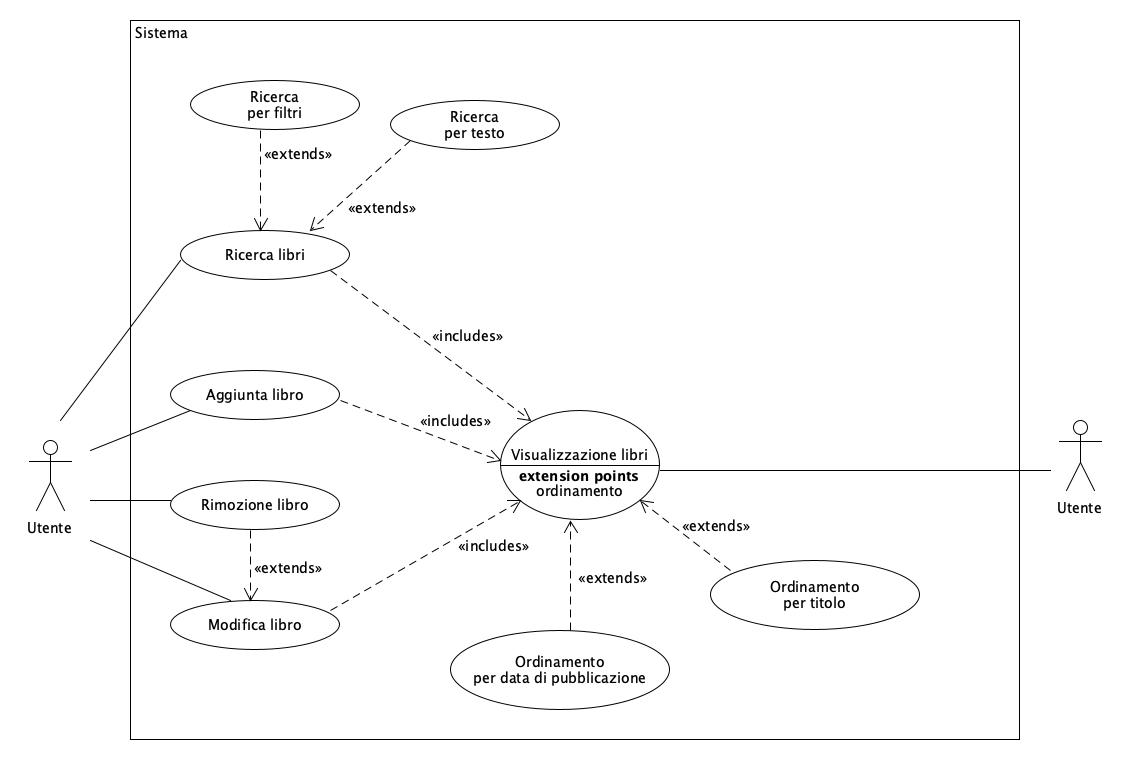 Sistema
Ricerca
per filtri
Ricerca
per testo
«extends»
«extends»
Ricerca libri
«includes»
Aggiunta libro
«includes»
Visualizzazione libri
extension points
ordinamento
Rimozione libro
Utente
Utente
«extends»
«includes»
«extends»
«extends»
Modifica libro
Ordinamento
per titolo
Ordinamento
per data di pubblicazione